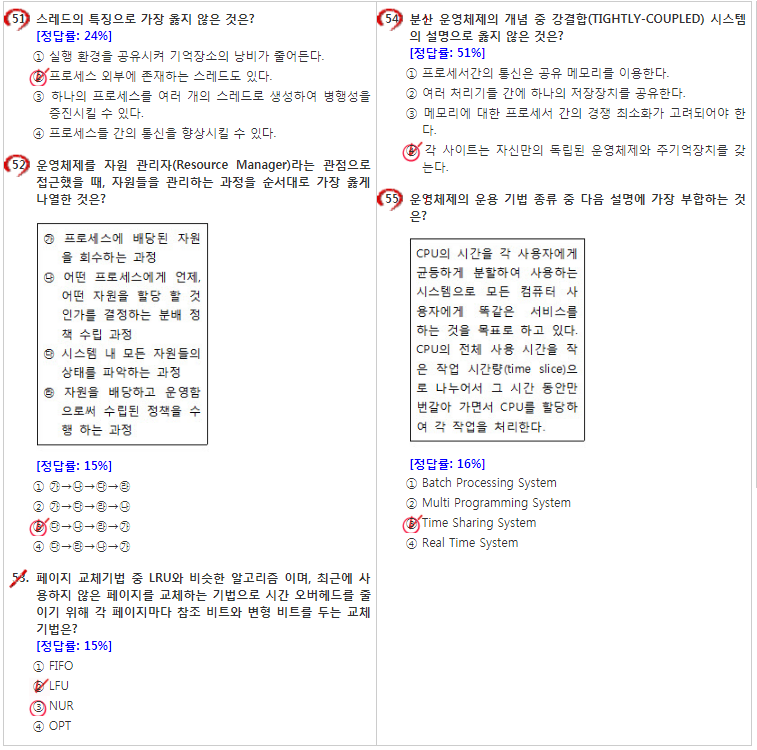 51. 스레드의 특징으로 가장 옳지 않은 것은?
[정답률: 24%]
① 실행 환경을 공유시켜 기억장소의 낭비가 줄어든다.
② 프로세스 외부에 존재하는 스레드도 있다.
③ 하나의 프로세스를 여러 개의 스레드로 생성하여 병행성을
증진시킬 수 있다.
④ 프로세스들 간의 통신을 향상시킬 수 있다.
52. 운영체제를 자원 관리자(Resource Manager)라는 관점으로
접근했을 때, 자원들을 관리하는 과정을 순서대로 가장 옳게
나열한 것은?
㉮ 프로세스에 배당된 자원
을 회수하는 과정
㉯ 어떤 프로세스에게 언제,
어떤 자원을 할당 할 것
인가를 결정하는 분배 정
책 수립 과정
㉰ 시스템 내 모든 자원들의
상태를 파악하는 과정
㉱ 자원을 배당하고 운영함
으로써 수립된 정책을 수
행 하는 과정
[정답률: 15%]
① ㉮→㉯→㉰→㉱
② ㉮→㉰→㉱→㉯
③ ㉰→㉯→㉱→㉮
④ ㉰→㉱→㉯→㉮
53. 페이지 교체기법 중 LRU와 비슷한 알고리즘 이며, 최근에 사
용하지 않은 페이지를 교체하는 기법으로 시간 오버헤드를 줄
이기 위해 각 페이지마다 참조 비트와 변형 비트를 두는 교체
기법은?
[정답률: 15%]
① FIFO
② LFU
③ NUR
④ OPT
54. 분산 운영체제의 개념 중 강결합(TIGHTLY-COUPLED) 시스템
의 설명으로 옳지 않은 것은?
[정답률: 51%]
① 프로세서간의 통신은 공유 메모리를 이용한다.
② 여러 처리기들 간에 하나의 저장장치를 공유한다.
③ 메모리에 대한 프로세서 간의 경쟁 최소화가 고려되어야 한
다.
④ 각 사이트는 자신만의 독립된 운영체제와 주기억장치를 갖
는다.
55. 운영체제의 운용 기법 종류 중 다음 설명에 가장 부합하는 것
은?
CPU의 시간을 각 사용자에게
균등하게 분할하여 사용하는
시스템으로 모든 컴퓨터 사
용자에게 똑같은 서비스를
하는 것을 목표로 하고 있다.
CPU의 전체 사용 시간을 작
은 작업 시간량(time slice)으
로 나누어서 그 시간 동안만
번갈아 가면서 CPU를 할당하
여 각 작업을 처리한다.
[정답률: 16%]
① Batch Processing System
② Multi Programming System
③ Time Sharing System
④ Real Time System